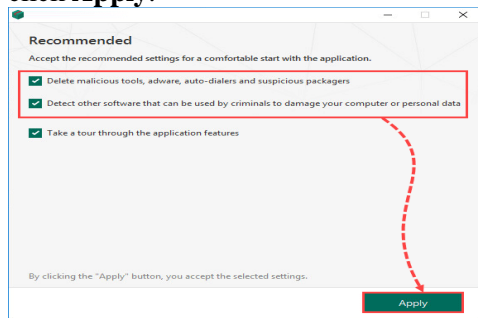 click Apply.
Recommended
Accept the recommended settings for a comfortable start with the application.
Delete malicious tools, adware, auto-dialers and suspicious packagers
Detect other software that can be used by criminals to damage your computer or personal data
Take a tour through the application features
By clicking the "Apply" button, you accept the selected settings.
Apply